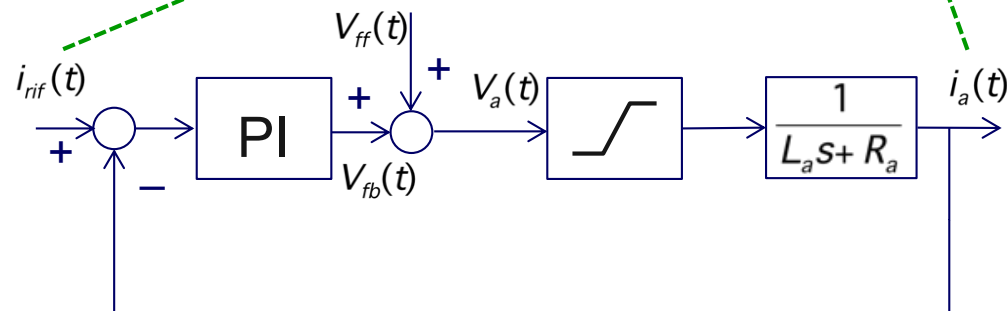 V_ff(t)
i_rif(t)
+
V_a(t)
i_a(t)
+
PI
1
L_a s + R_a
+
−
V_fb(t)